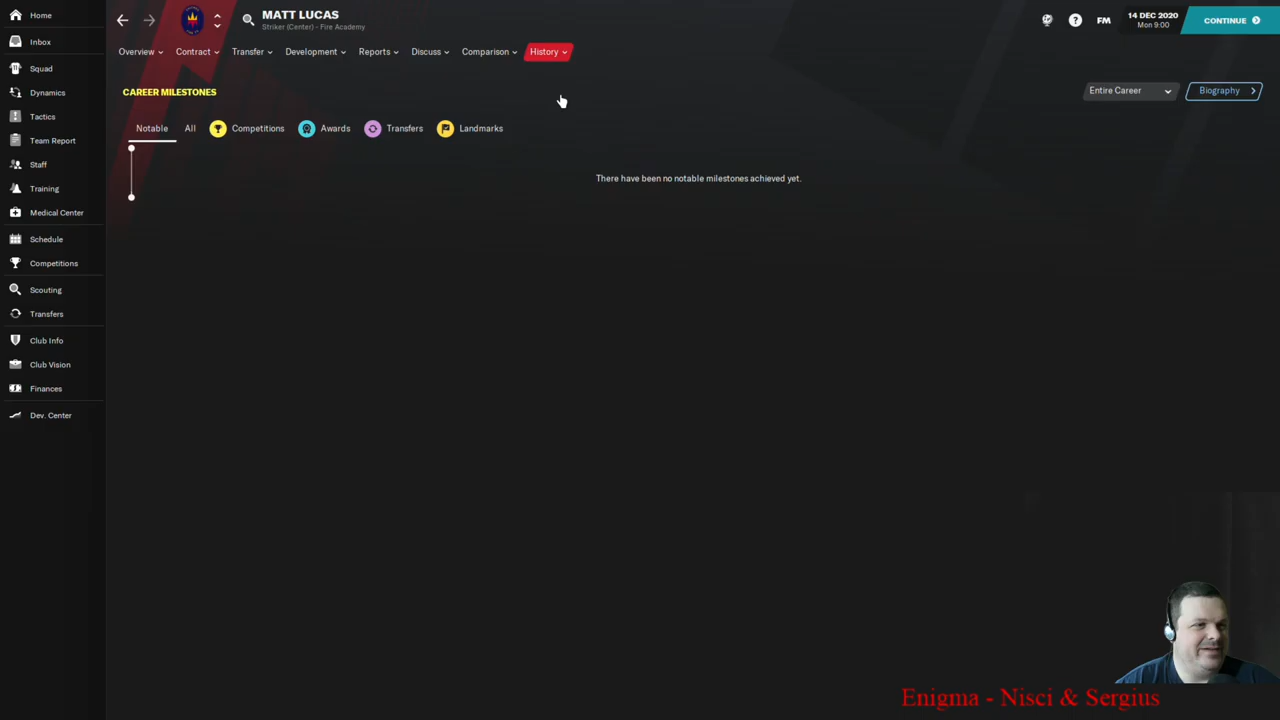 Home
Inbox
Squad
Dynamics
Tactics
Team Report
Staff
Training
Medical Center
Schedule
Competitions
Scouting
Transfers
Club Info
Club Vision
Finances
Dev. Center
MATT LUCAS
Striker (Center) - Fire Academy
FM
14 DEC 2020
Mon 9:00
CONTINUE
Overview
Contract
Transfer
Development
Reports
Discuss
Comparison
History
CAREER MILESTONES
Entire Career
Biography
Notable
All
Competitions
Awards
Transfers
Landmarks
There have been no notable milestones achieved yet.
Enigma - Nisci & Sergius